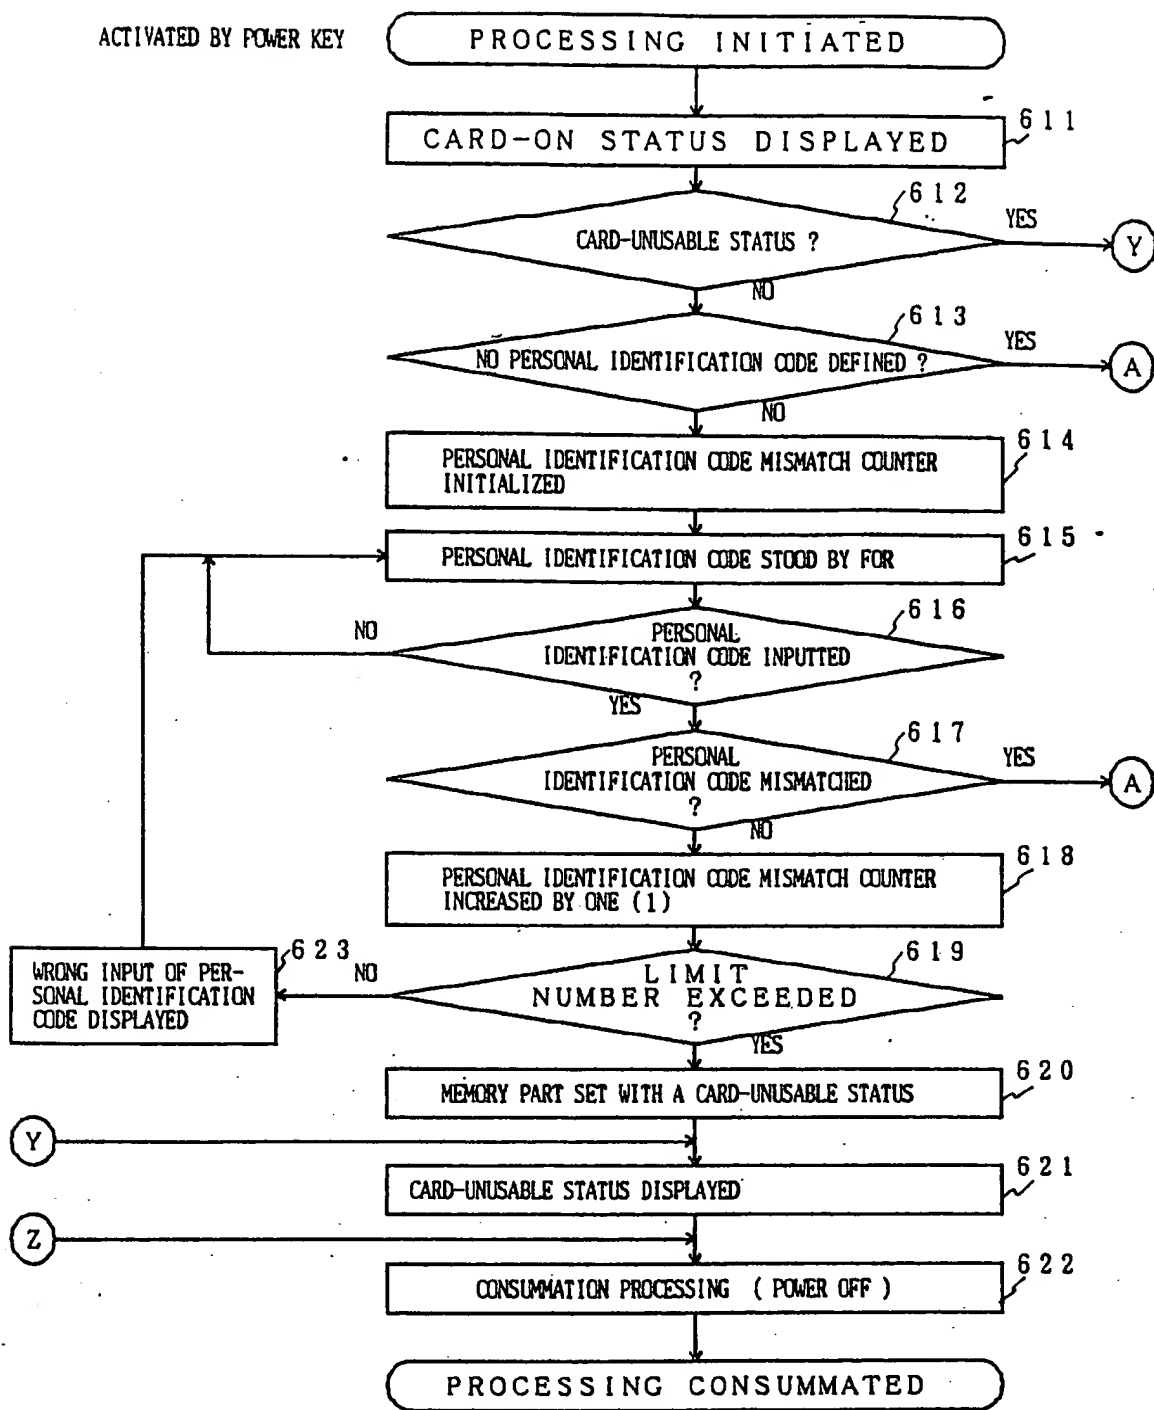 ACTIVATED BY POWER KEY
PROCESSING INITIATED
611
CARD-ON STATUS DISPLAYED
612
YES
CARD-UNUSABLE STATUS ?
Y
NO
613
YES
NO PERSONAL IDENTIFICATION CODE DEFINED ?
A
NO
614
PERSONAL IDENTIFICATION CODE MISMATCH COUNTER
INITIALIZED
615
PERSONAL IDENTIFICATION CODE STOOD BY FOR
616
NO
PERSONAL
IDENTIFICATION CODE INPUTTED
?
YES
617
YES
PERSONAL
IDENTIFICATION CODE MISMATCHED
?
A
NO
618
PERSONAL IDENTIFICATION CODE MISMATCH COUNTER
INCREASED BY ONE (1)
623
619
WRONG INPUT OF PER-
SONAL IDENTIFICATION
CODE DISPLAYED
NO
LIMIT
NUMBER EXCEEDED
?
YES
620
MEMORY PART SET WITH A CARD-UNUSABLE STATUS
Y
621
CARD-UNUSABLE STATUS DISPLAYED
Z
622
CONSUMMATION PROCESSING ( POWER OFF )
PROCESSING CONSUMMATED